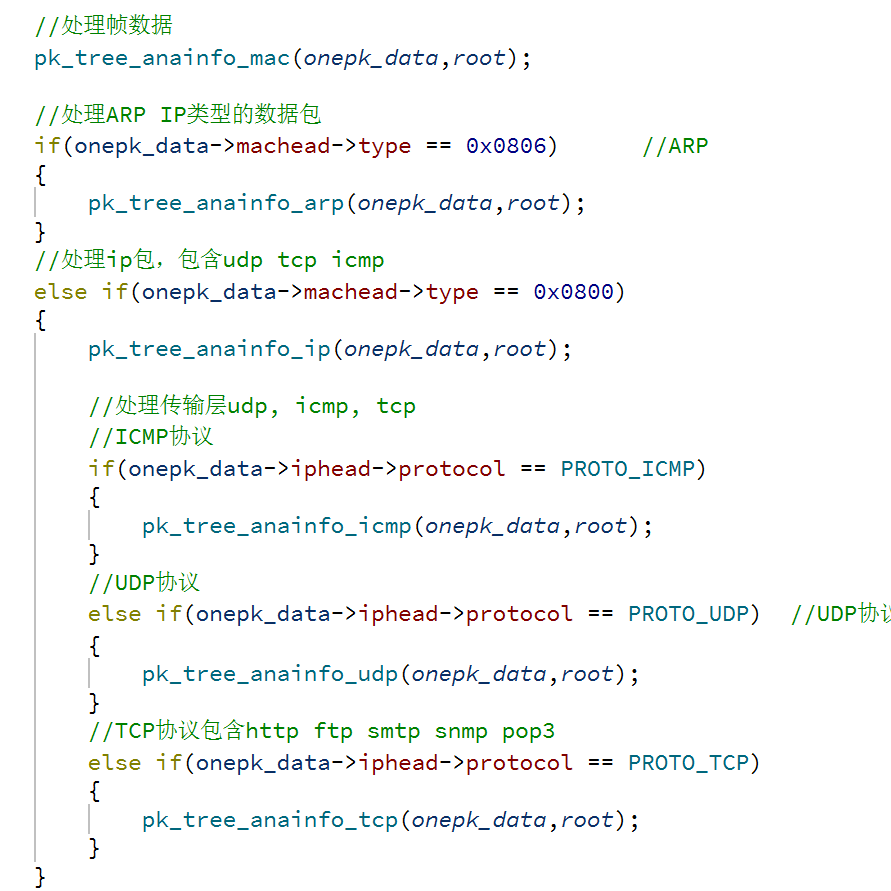 //处理帧数据
pk_tree_anainfo_mac(onepk_data,root);
//处理ARP IP类型的数据包
if(onepk_data->machead->type == 0x0806)      //ARP
{
    pk_tree_anainfo_arp(onepk_data,root);
}
//处理ip包，包含udp tcp icmp
else if(onepk_data->machead->type == 0x0800)
{
    pk_tree_anainfo_ip(onepk_data,root);
    //处理传输层udp, icmp, tcp
    //ICMP协议
    if(onepk_data->iphead->protocol == PROTO_ICMP)
    {
        pk_tree_anainfo_icmp(onepk_data,root);
    }
    //UDP协议
    else if(onepk_data->iphead->protocol == PROTO_UDP)  //UDP协议
    {
        pk_tree_anainfo_udp(onepk_data,root);
    }
    //TCP协议包含http ftp smtp snmp pop3
    else if(onepk_data->iphead->protocol == PROTO_TCP)
    {
        pk_tree_anainfo_tcp(onepk_data,root);
    }
}